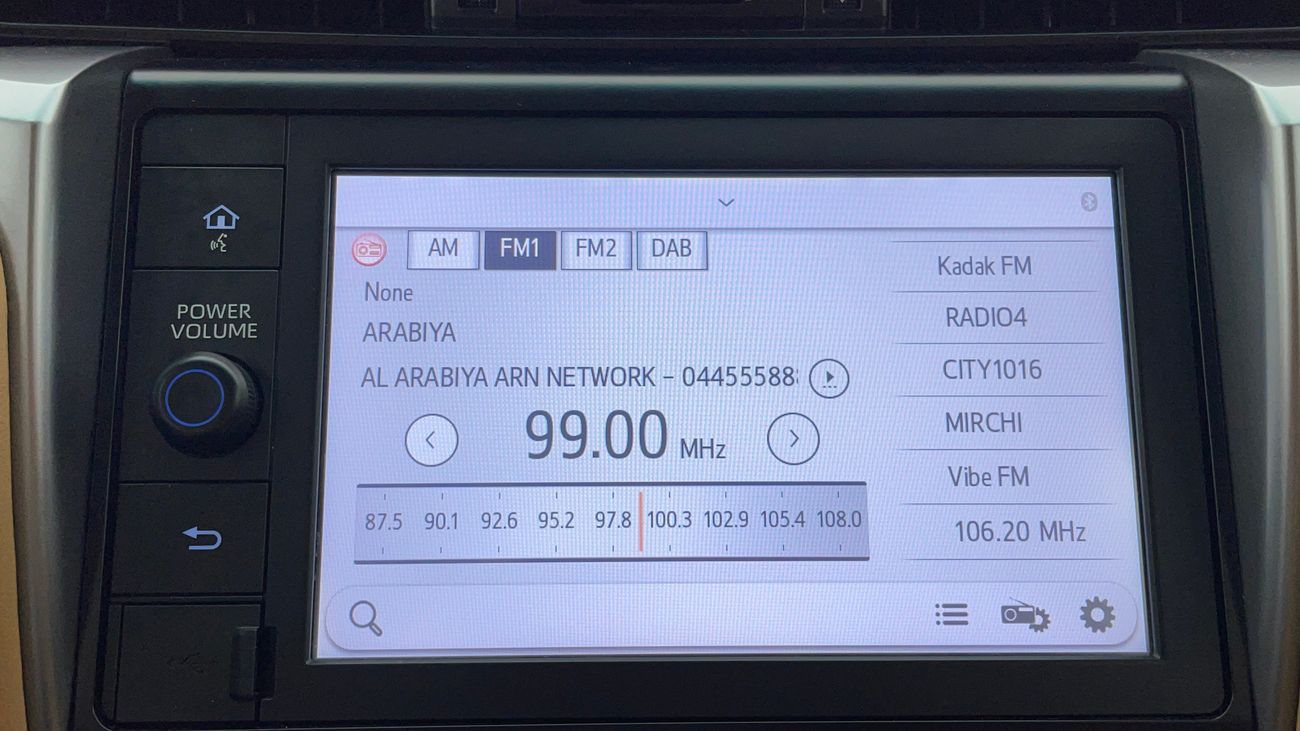 POWER
VOLUME
AM FM1 FM2 DAB
None
ARABIYA
AL ARABIYA ARN NETWORK - 04455588
99.00 MHz
87.5 90.1 92.6 95.2 97.8 100.3 102.9 105.4 108.0
Kadak FM
RADIO4
CITY1016
MIRCHI
Vibe FM
106.20 MHz